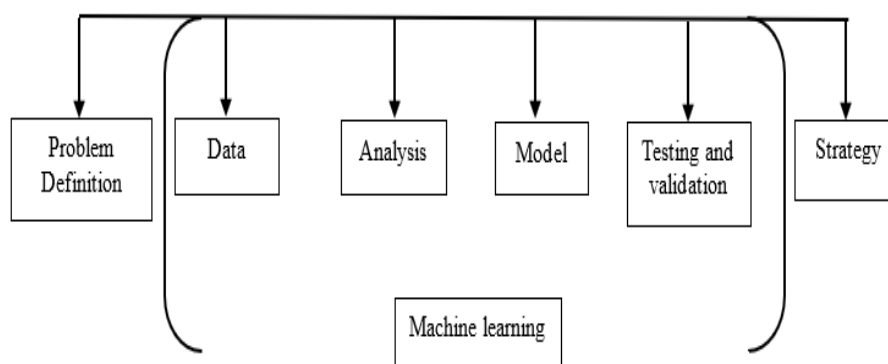 Problem
Definition
Data
Analysis
Model
Testing and
validation
Strategy
Machine learning